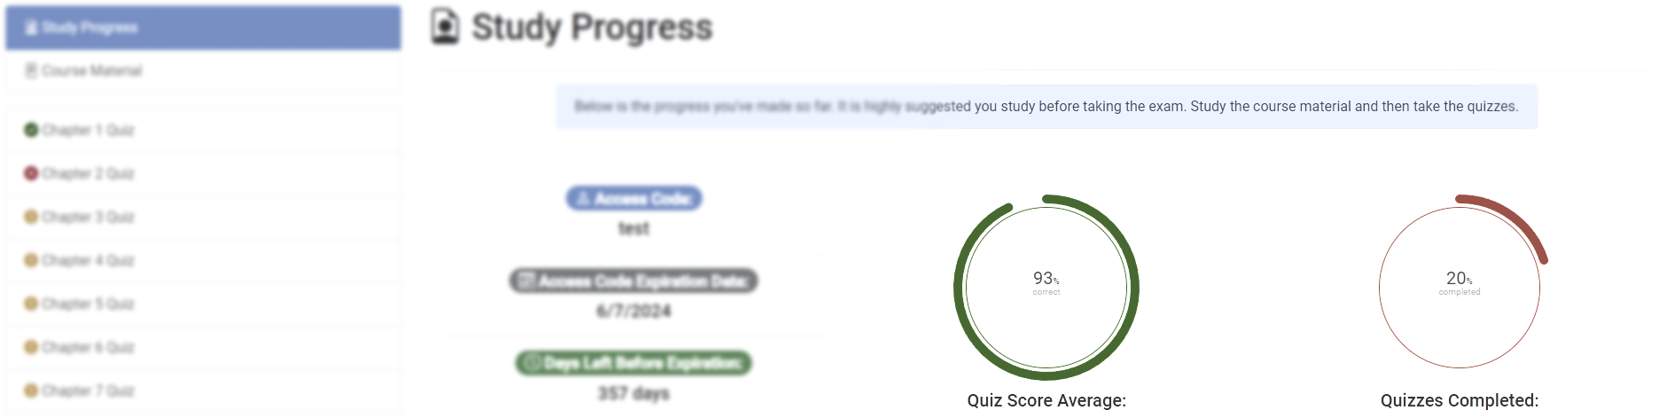 Study Progress
Course Material
Chapter 1 Quiz
Chapter 2 Quiz
Chapter 3 Quiz
Chapter 4 Quiz
Chapter 5 Quiz
Chapter 6 Quiz
Chapter 7 Quiz
Study Progress
Below is the progress you've made so far. It is highly suggested you study before taking the exam. Study the course material and then take the quizzes.
Access Code:
test
Access Code Expiration Date:
6/7/2024
Days Left Before Expiration:
357 days
93%
correct
Quiz Score Average:
20%
completed
Quizzes Completed: